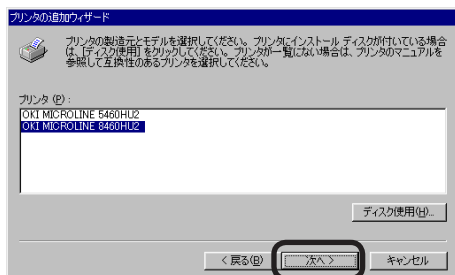 プリンタの追加ウィザード
プリンタの製造元とモデルを選択してください。プリンタにインストール ディスクが付いている場合
は、[ディスク使用] をクリックしてください。プリンタが一覧にない場合は、プリンタのマニュアルを
参照して互換性のあるプリンタを選択してください。
プリンタ (P) :
OKI MICROLINE 5460HU2
OKI MICROLINE 8460HU2
ディスク使用(H)...
< 戻る(B)
次へ >
キャンセル